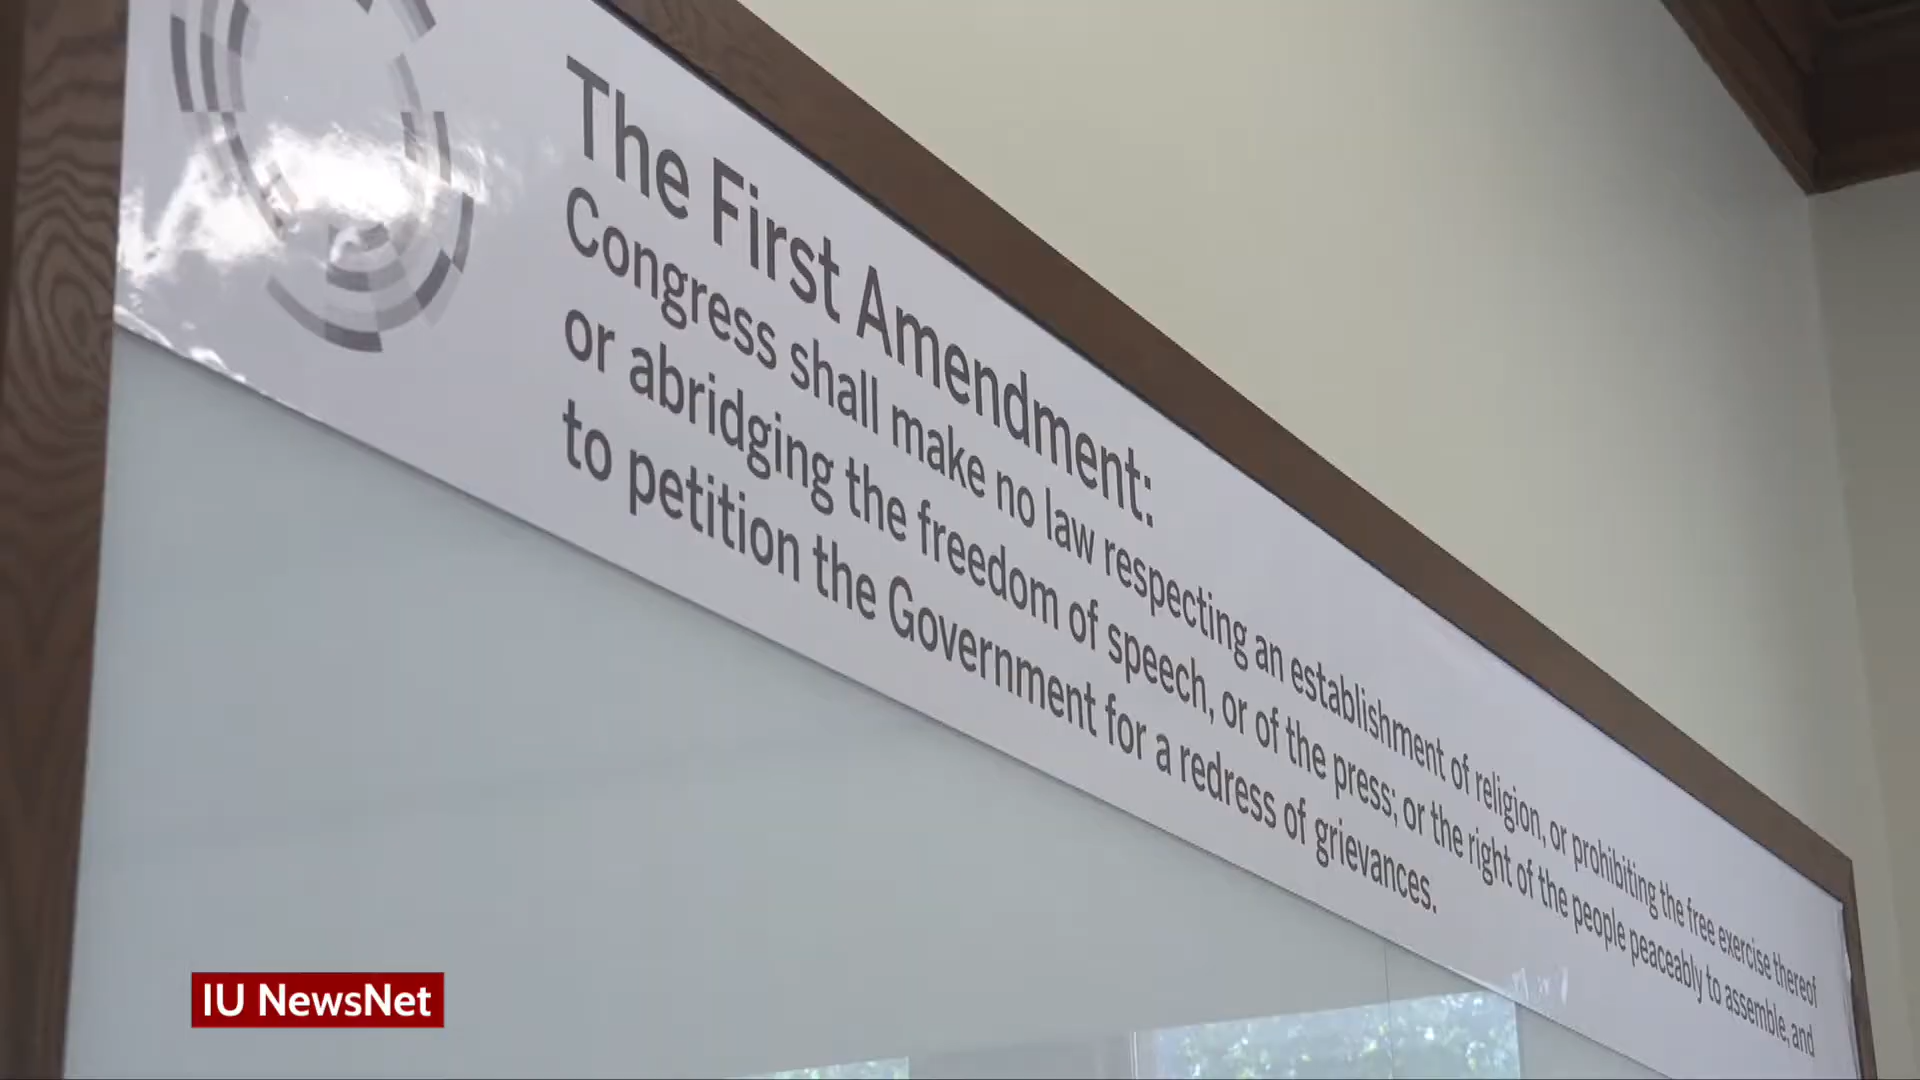 The First Amendment:
Congress shall make no law respecting an establishment of religion, or prohibiting the free exercise thereof
or abridging the freedom of speech, or of the press; or the right of the people peaceably to assemble, and
to petition the Government for a redress of grievances.
IU NewsNet